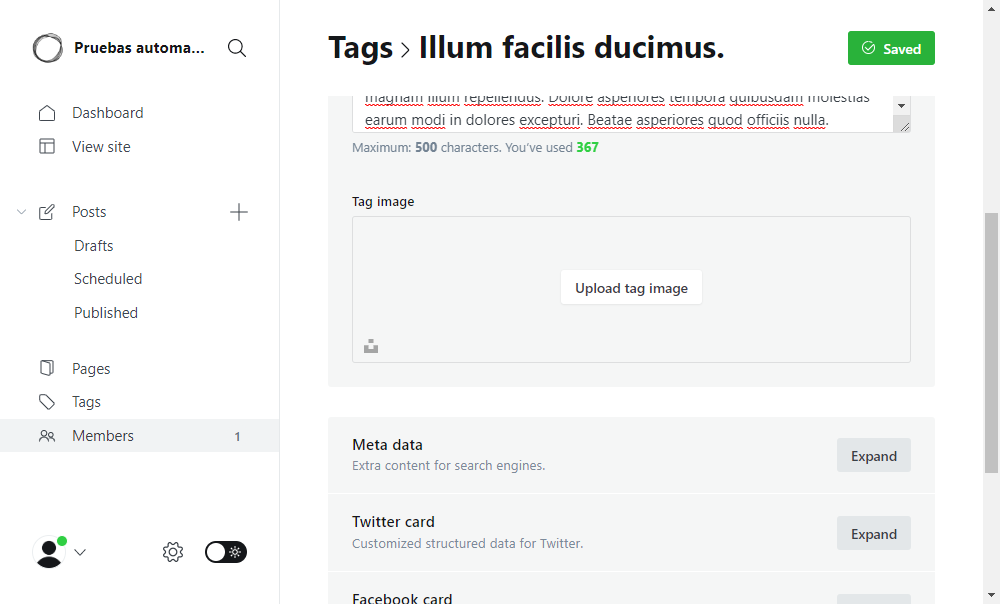 Pruebas automa...
Dashboard
View site
Posts
Drafts
Scheduled
Published
Pages
Tags
Members 1
Tags > Illum facilis ducimus.
Saved
magnam illum repellendus. Dolore asperiores tempora quibusdam molestias
earum modi in dolores excepturi. Beatae asperiores quod officiis nulla.
Maximum: 500 characters. You've used 367
Tag image
Upload tag image
Meta data
Extra content for search engines.
Expand
Twitter card
Customized structured data for Twitter.
Expand
Facebook card